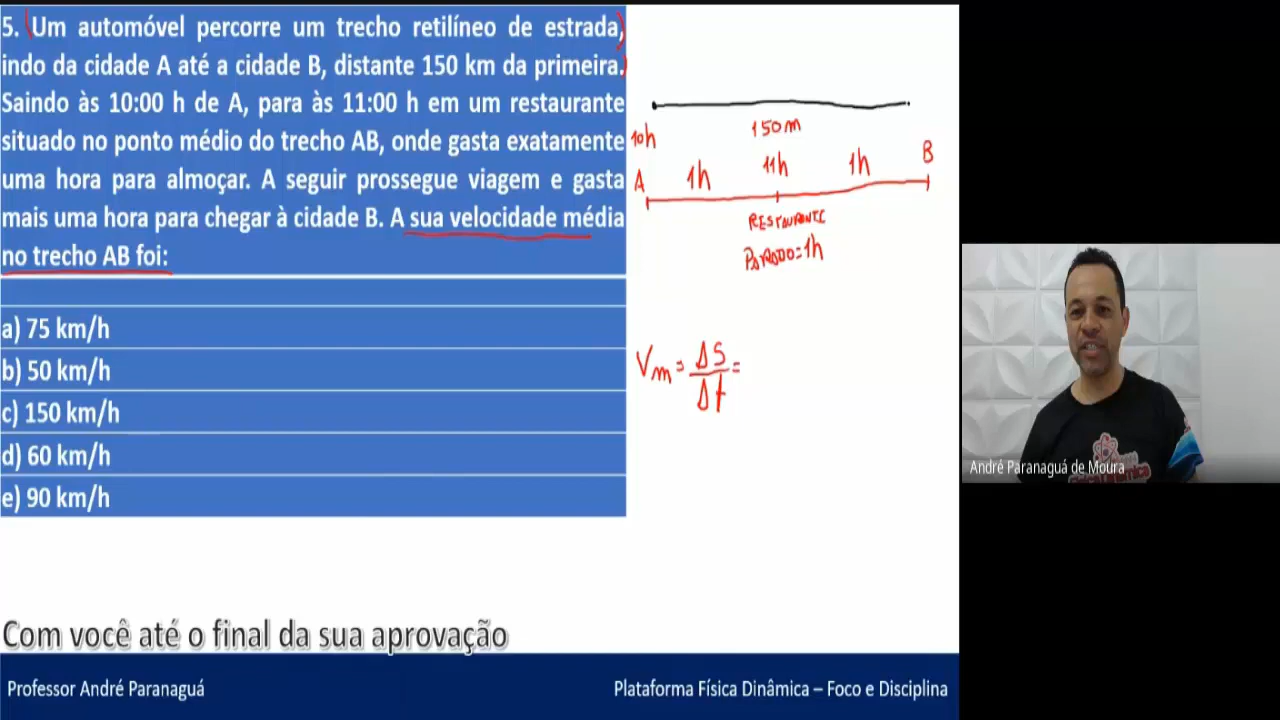 5. Um automóvel percorre um trecho retilíneo de estrada,
indo da cidade A até a cidade B, distante 150 km da primeira.
Saindo às 10:00 h de A, para às 11:00 h em um restaurante
situado no ponto médio do trecho AB, onde gasta exatamente
uma hora para almoçar. A seguir prossegue viagem e gasta
mais uma hora para chegar à cidade B. A sua velocidade média
no trecho AB foi:
a) 75 km/h
b) 50 km/h
c) 150 km/h
d) 60 km/h
e) 90 km/h
10h 150m
A 1h 11h 1h B
RESTAURANTE
PARADO=1h
Vm = ΔS =
Δt
André Paranaguá de Moura
Com você até o final da sua aprovação
Professor André Paranaguá
Plataforma Física Dinâmica – Foco e Disciplina